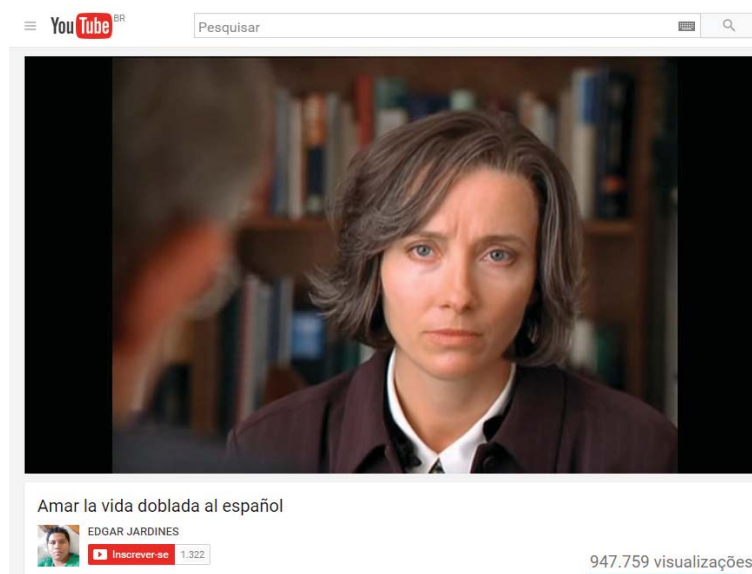 YouTube BR
Pesquisar
Amar la vida doblada al español
EDGAR JARDINES
Inscrever-se 1.322
947.759 visualizações